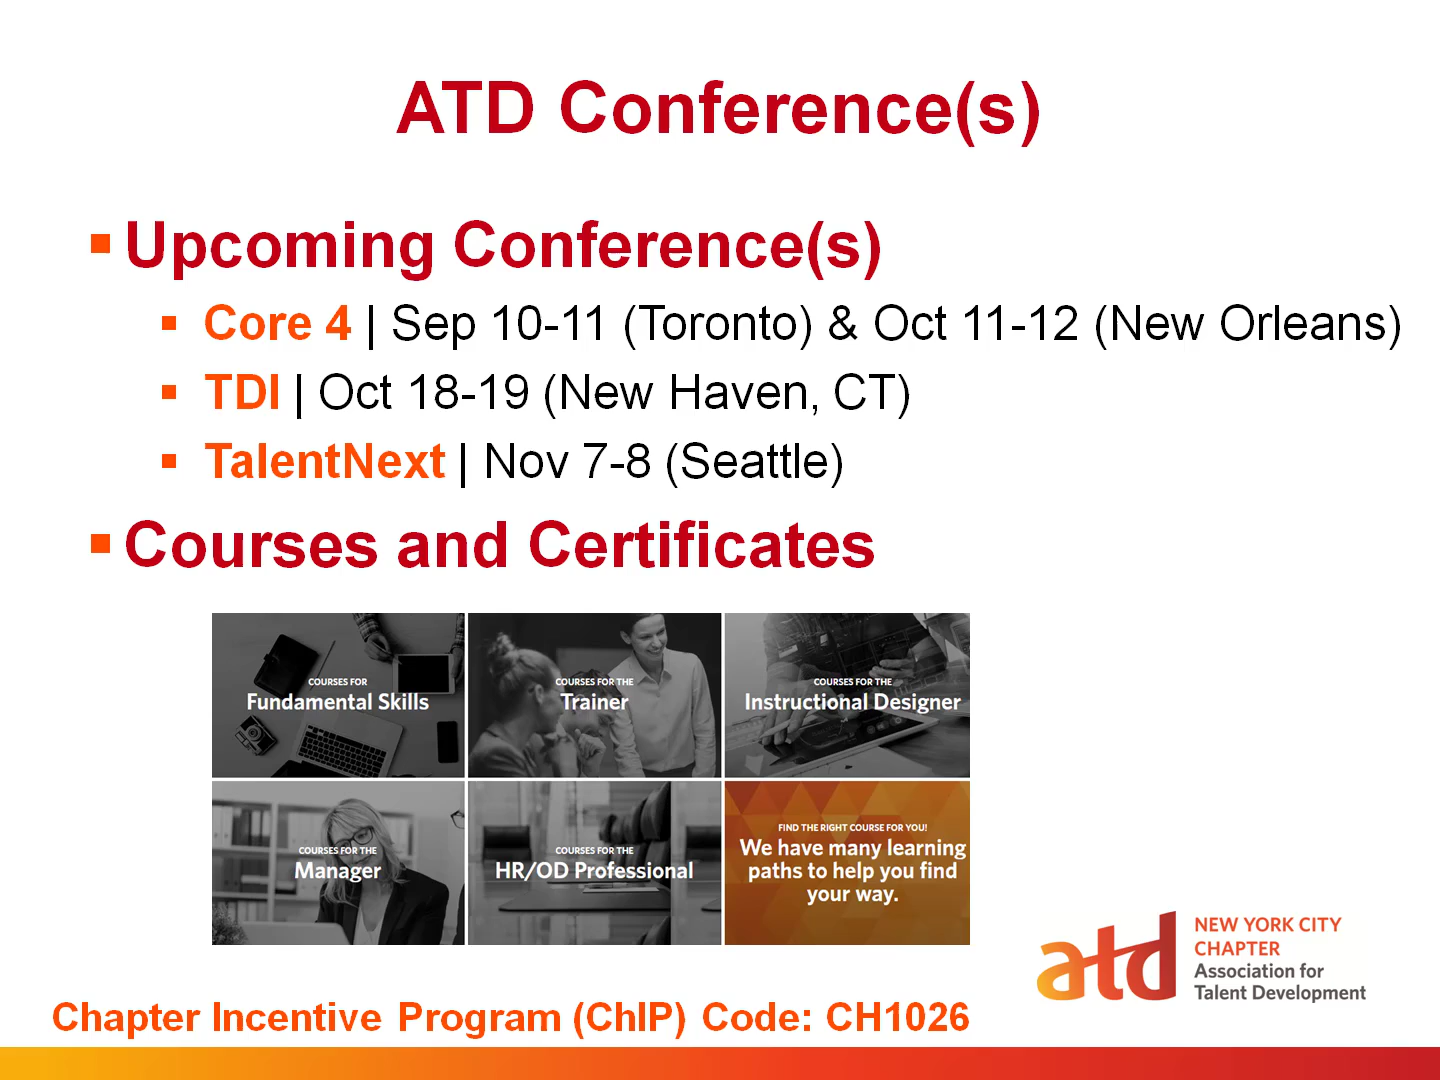 ATD Conference(s)
Upcoming Conference(s)
Core 4 | Sep 10-11 (Toronto) & Oct 11-12 (New Orleans)
TDI | Oct 18-19 (New Haven, CT)
TalentNext | Nov 7-8 (Seattle)
Courses and Certificates
COURSES FOR
Fundamental Skills
COURSES FOR THE
Trainer
COURSES FOR THE
Instructional Designer
COURSES FOR THE
Manager
COURSES FOR THE
HR/OD Professional
FIND THE RIGHT COURSE FOR YOU!
We have many learning
paths to help you find
your way.
atd
NEW YORK CITY
CHAPTER
Association for
Talent Development
Chapter Incentive Program (ChIP) Code: CH1026